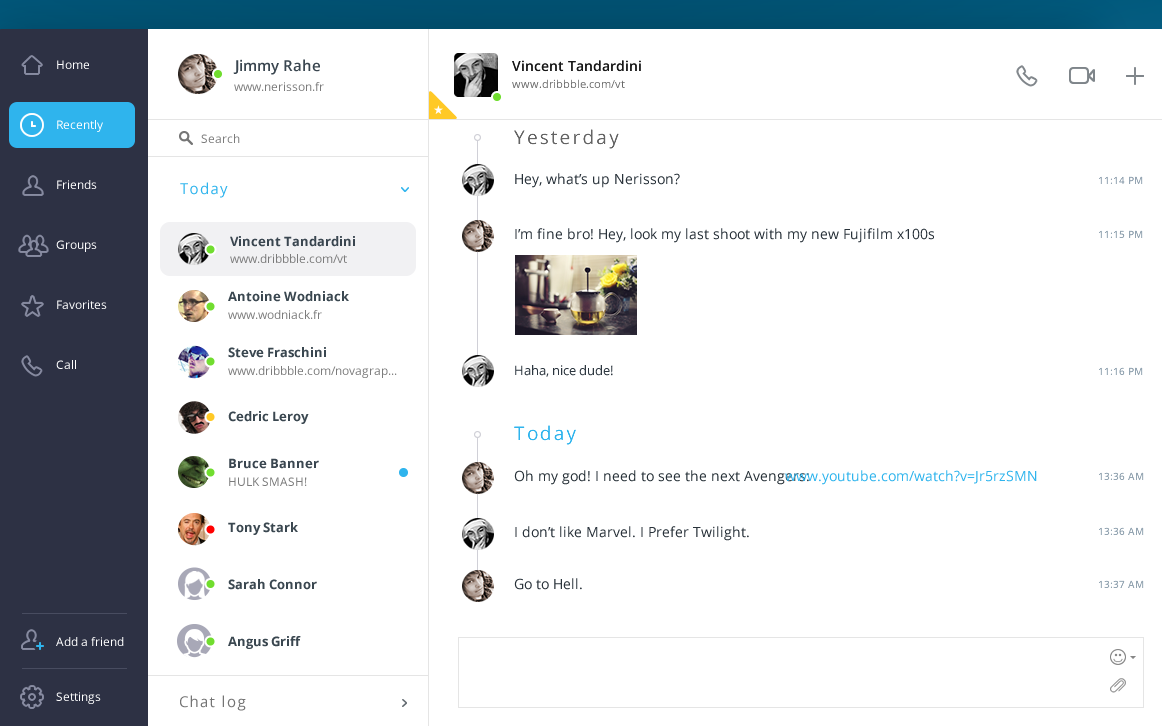 Home
Recently
Friends
Groups
Favorites
Call
Add a friend
Settings
Jimmy Rahe
www.nerisson.fr
Search
Today
Vincent Tandardini
www.dribbble.com/vt
Antoine Wodniack
www.wodniack.fr
Steve Fraschini
www.dribbble.com/novagrap...
Cedric Leroy
Bruce Banner
HULK SMASH!
Tony Stark
Sarah Connor
Angus Griff
Chat log
Vincent Tandardini
www.dribbble.com/vt
Yesterday
Hey, what’s up Nerisson? 11:14 PM
I’m fine bro! Hey, look my last shoot with my new Fujifilm x100s 11:15 PM
Haha, nice dude! 11:16 PM
Today
Oh my god! I need to see the next Avengers: www.youtube.com/watch?v=Jr5rzSMN 13:36 AM
I don’t like Marvel. I Prefer Twilight. 13:36 AM
Go to Hell. 13:37 AM